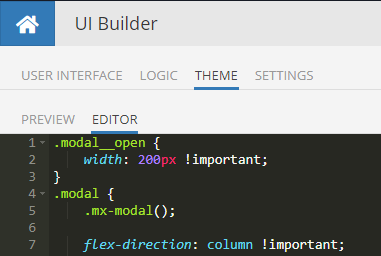 UI Builder
USER INTERFACE LOGIC THEME SETTINGS
PREVIEW EDITOR
1 .modal__open {
2 width: 200px !important;
3 }
4 .modal {
5 .mx-modal();
6
7 flex-direction: column !important;